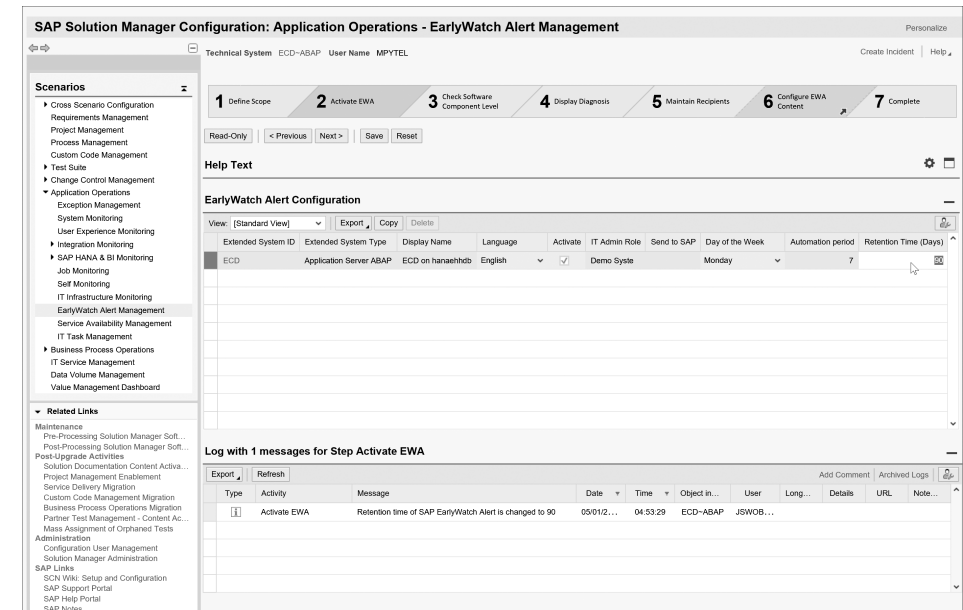 SAP Solution Manager Configuration: Application Operations - EarlyWatch Alert Management
Personalize
Technical System ECD~ABAP User Name MPYTEL
Create Incident Help
Scenarios
Cross Scenario Configuration
Requirements Management
Project Management
Process Management
Custom Code Management
Test Suite
Change Control Management
Application Operations
Exception Management
System Monitoring
User Experience Monitoring
Integration Monitoring
SAP HANA & BI Monitoring
Job Monitoring
Self Monitoring
IT Infrastructure Monitoring
EarlyWatch Alert Management
Service Availability Management
IT Task Management
Business Process Operations
IT Service Management
Data Volume Management
Value Management Dashboard
Related Links
Maintenance
Pre-Processing Solution Manager Soft...
Post-Processing Solution Manager Soft...
Post-Upgrade Activities
Solution Documentation Content Activa...
Project Management Enablement
Service Delivery Migration
Custom Code Management Migration
Business Process Operations Migration
Partner Test Management - Content Ac...
Mass Assignment of Orphaned Tests
Administration
Configuration User Management
Solution Manager Administration
SAP Links
SCN Wiki: Setup and Configuration
SAP Support Portal
SAP Help Portal
SAP Notes
1 Define Scope 2 Activate EWA 3 Check Software Component Level 4 Display Diagnosis 5 Maintain Recipients 6 Configure EWA Content 7 Complete
Read-Only < Previous Next > Save Reset
Help Text
EarlyWatch Alert Configuration
View: [Standard View] Export Copy Delete
Extended System ID Extended System Type Display Name Language Activate IT Admin Role Send to SAP Day of the Week Automation period Retention Time (Days)
ECD Application Server ABAP ECD on hanaehhdb English Demo Syste Monday 7 90
Log with 1 messages for Step Activate EWA
Export Refresh Add Comment Archived Logs
Type Activity Message Date Time Object in... User Long... Details URL Note...
Activate EWA Retention time of SAP EarlyWatch Alert is changed to 90 05/01/2... 04:53:29 ECD~ABAP JSWOB...